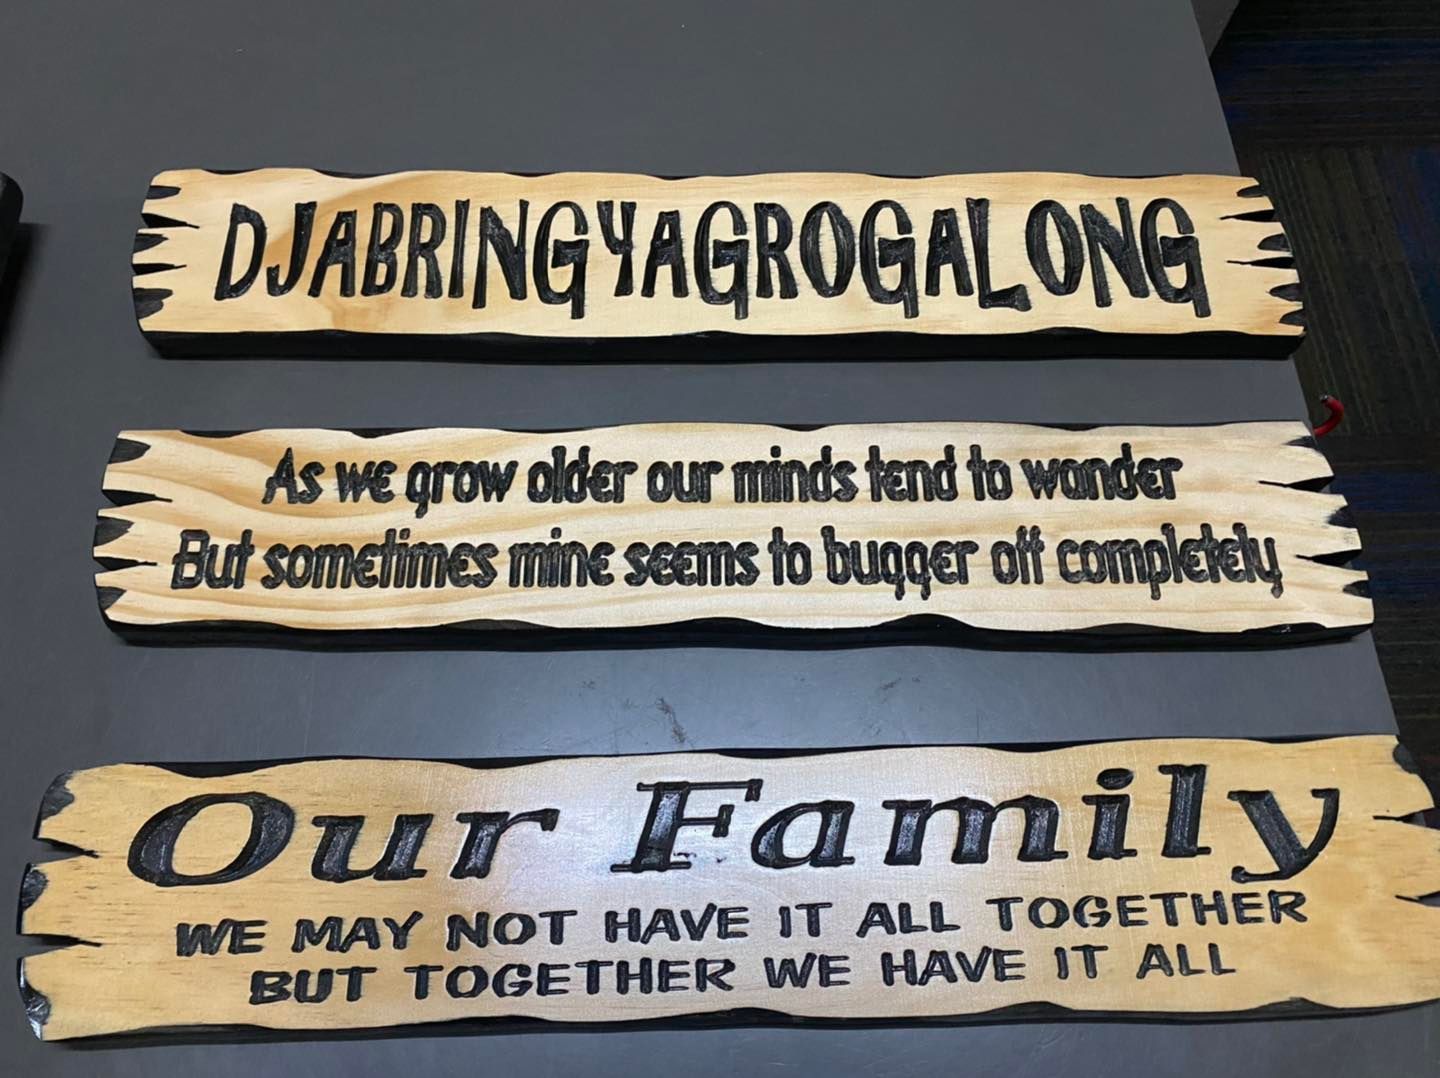 DJABRINGYAGROGALONG
As we grow older our minds tend to wander
But sometimes mine seems to bugger off completely
Our Family
WE MAY NOT HAVE IT ALL TOGETHER
BUT TOGETHER WE HAVE IT ALL